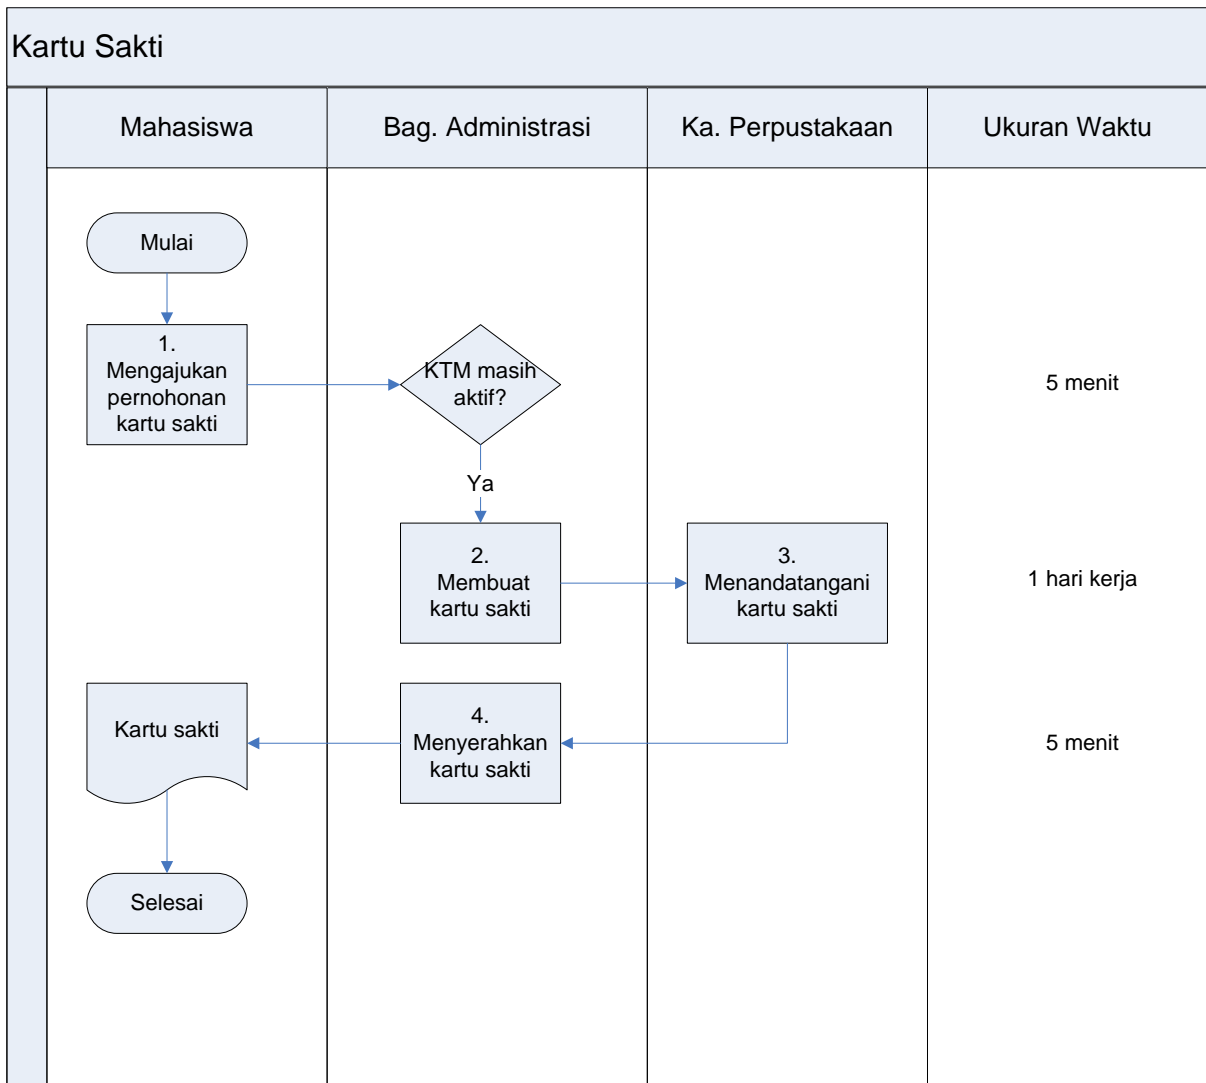 Kartu Sakti
Mahasiswa
Bag. Administrasi
Ka. Perpustakaan
Ukuran Waktu
Mulai
1.
Mengajukan
pernohonan
kartu sakti
KTM masih
aktif?
5 menit
Ya
2.
Membuat
kartu sakti
3.
Menandatangani
kartu sakti
1 hari kerja
Kartu sakti
4.
Menyerahkan
kartu sakti
5 menit
Selesai